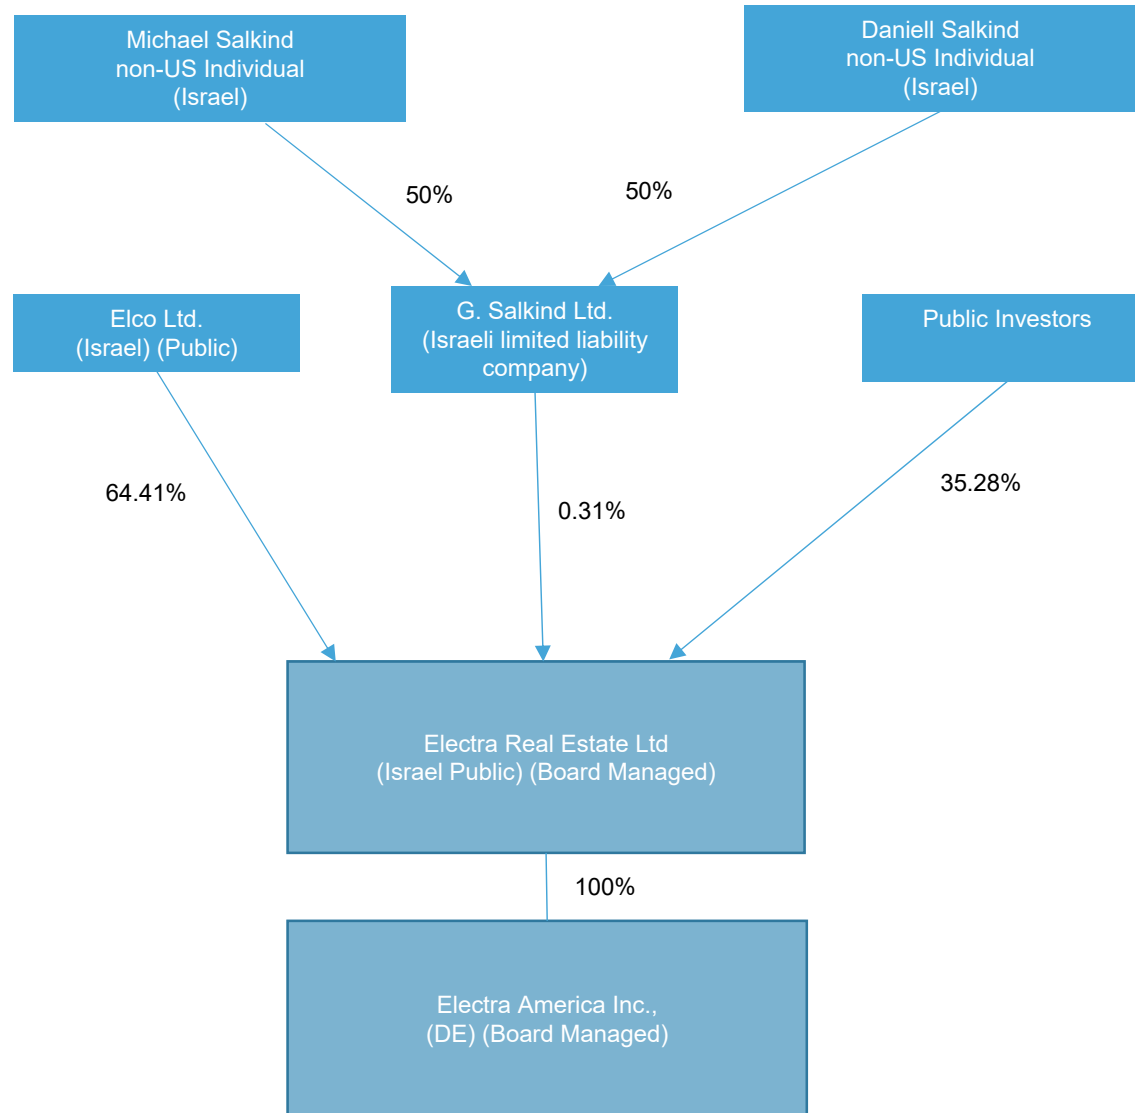 Michael Salkind
non-US Individual
(Israel)
Daniell Salkind
non-US Individual
(Israel)
50%
50%
Elco Ltd.
(Israel) (Public)
G. Salkind Ltd.
(Israeli limited liability
company)
Public Investors
64.41%
0.31%
35.28%
Electra Real Estate Ltd
(Israel Public) (Board Managed)
100%
Electra America Inc.,
(DE) (Board Managed)